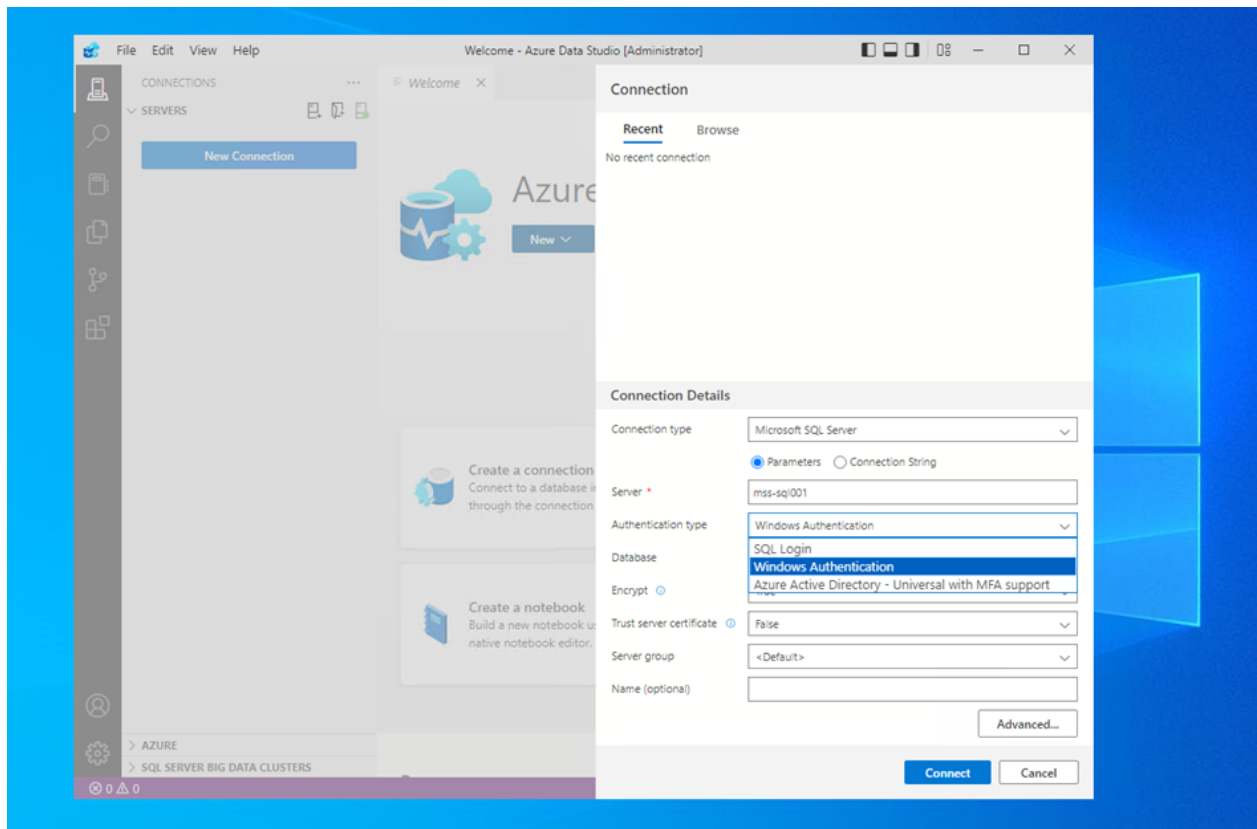 File Edit View Help
Welcome - Azure Data Studio [Administrator]
CONNECTIONS
SERVERS
New Connection
Welcome
Azure
New
Create a connection
Connect to a database i
through the connection
Create a notebook
Build a new notebook u
native notebook editor.
AZURE
SQL SERVER BIG DATA CLUSTERS
0 0
Connection
Recent Browse
No recent connection
Connection Details
Connection type Microsoft SQL Server
Parameters Connection String
Server * mss-sql001
Authentication type Windows Authentication
SQL Login
Database
Windows Authentication
Azure Active Directory - Universal with MFA support
Encrypt
Trust server certificate False
Server group <Default>
Name (optional)
Advanced...
Connect Cancel